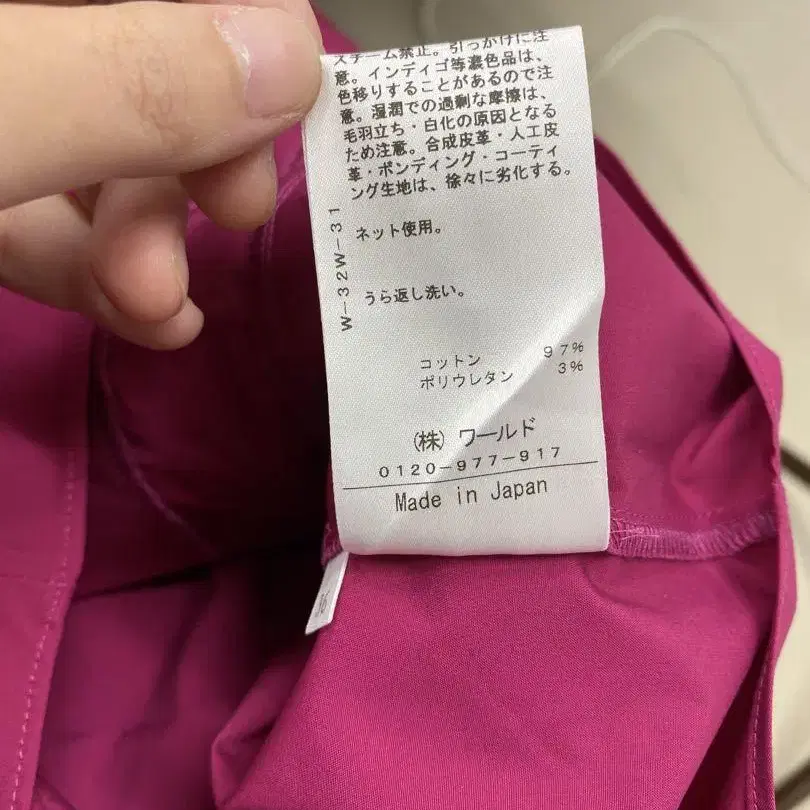 スチーム禁止。引っかけに注
意。インディゴ等濃色品は、
色移りすることがあるので注
意。湿潤での過剰な摩擦は、
毛羽立ち・白化の原因となる
ため注意。合成皮革・人工皮
革・ボンディング・コーティ
ング生地は、徐々に劣化する。
ネット使用。
うら返し洗い。
W-32W-31
コットン 97%
ポリウレタン 3%
(株) ワールド
0120-977-917
Made in Japan